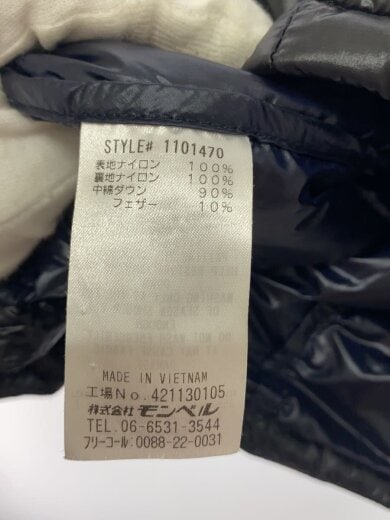 STYLE# 1101470
表地ナイロン 100%
裏地ナイロン 100%
中綿ダウン 90%
フェザー 10%
MADE IN VIETNAM
工場No.421130105
株式会社モンベル
TEL.06-6531-3544
フリーコール:0088-22-0031